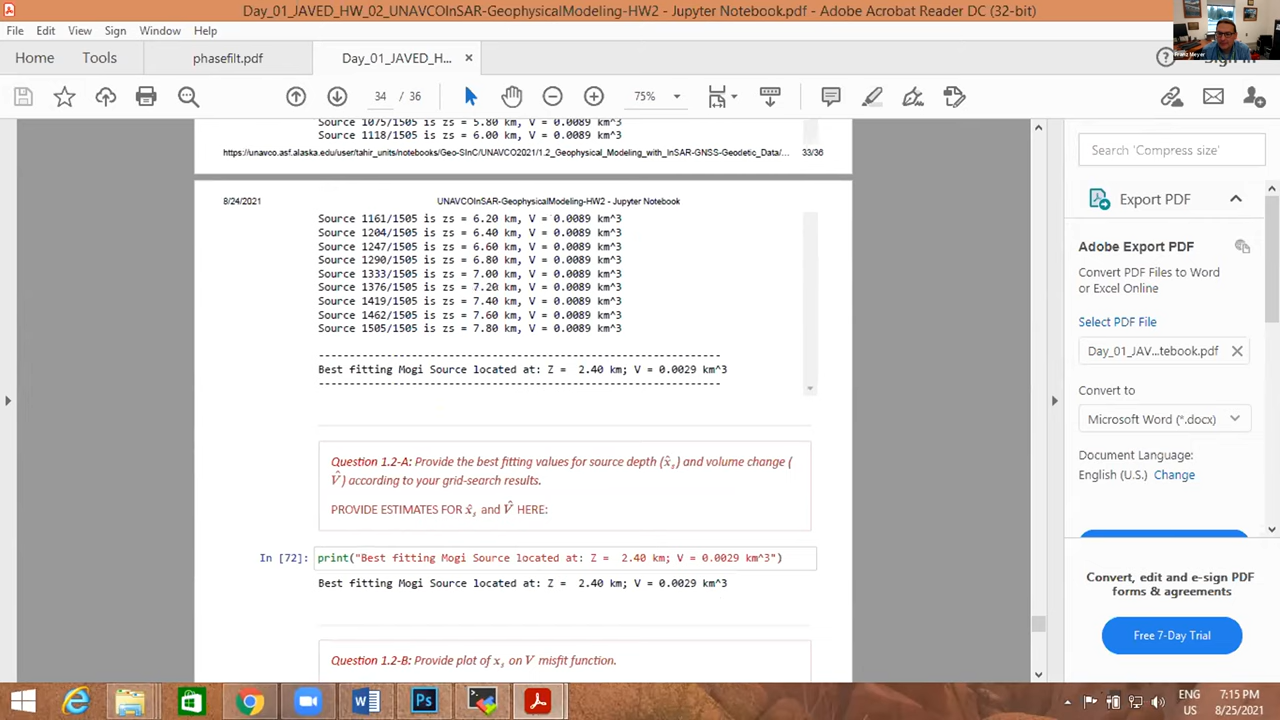 Day_01_JAVED_HW_02_UNAVCOInSAR-GeophysicalModeling-HW2 - Jupyter Notebook.pdf - Adobe Acrobat Reader DC (32-bit)
File Edit View Sign Window Help
Home Tools phasefilt.pdf Day_01_JAVED_H... ×
Franz Meyer
Sign In
34 / 36
75%
Source 1075/1505 is zs = 5.80 km, V = 0.0089 km^3
Source 1118/1505 is zs = 6.00 km, V = 0.0089 km^3
https://unavco.asf.alaska.edu/user/tahir_units/notebooks/Geo-SInC/UNAVCO2021/1.2_Geophysical_Modeling_with_InSAR-GNSS-Geodetic_Data/... 33/36
8/24/2021 UNAVCOInSAR-GeophysicalModeling-HW2 - Jupyter Notebook
Source 1161/1505 is zs = 6.20 km, V = 0.0089 km^3
Source 1204/1505 is zs = 6.40 km, V = 0.0089 km^3
Source 1247/1505 is zs = 6.60 km, V = 0.0089 km^3
Source 1290/1505 is zs = 6.80 km, V = 0.0089 km^3
Source 1333/1505 is zs = 7.00 km, V = 0.0089 km^3
Source 1376/1505 is zs = 7.20 km, V = 0.0089 km^3
Source 1419/1505 is zs = 7.40 km, V = 0.0089 km^3
Source 1462/1505 is zs = 7.60 km, V = 0.0089 km^3
Source 1505/1505 is zs = 7.80 km, V = 0.0089 km^3
------------------------------------------------------------
Best fitting Mogi Source located at: Z =  2.40 km; V = 0.0029 km^3
------------------------------------------------------------
Question 1.2-A: Provide the best fitting values for source depth (x̂s) and volume change (
V̂) according to your grid-search results.
PROVIDE ESTIMATES FOR x̂s and V̂ HERE:
In [72]: print("Best fitting Mogi Source located at: Z =  2.40 km; V = 0.0029 km^3")
Best fitting Mogi Source located at: Z =  2.40 km; V = 0.0029 km^3
Question 1.2-B: Provide plot of xs on V misfit function.
Search 'Compress size'
Export PDF
Adobe Export PDF
Convert PDF Files to Word
or Excel Online
Select PDF File
Day_01_JAV...tebook.pdf ×
Convert to
Microsoft Word (*.docx)
Document Language:
English (U.S.) Change
Convert, edit and e-sign PDF
forms & agreements
Free 7-Day Trial
ENG
US
7:15 PM
8/25/2021